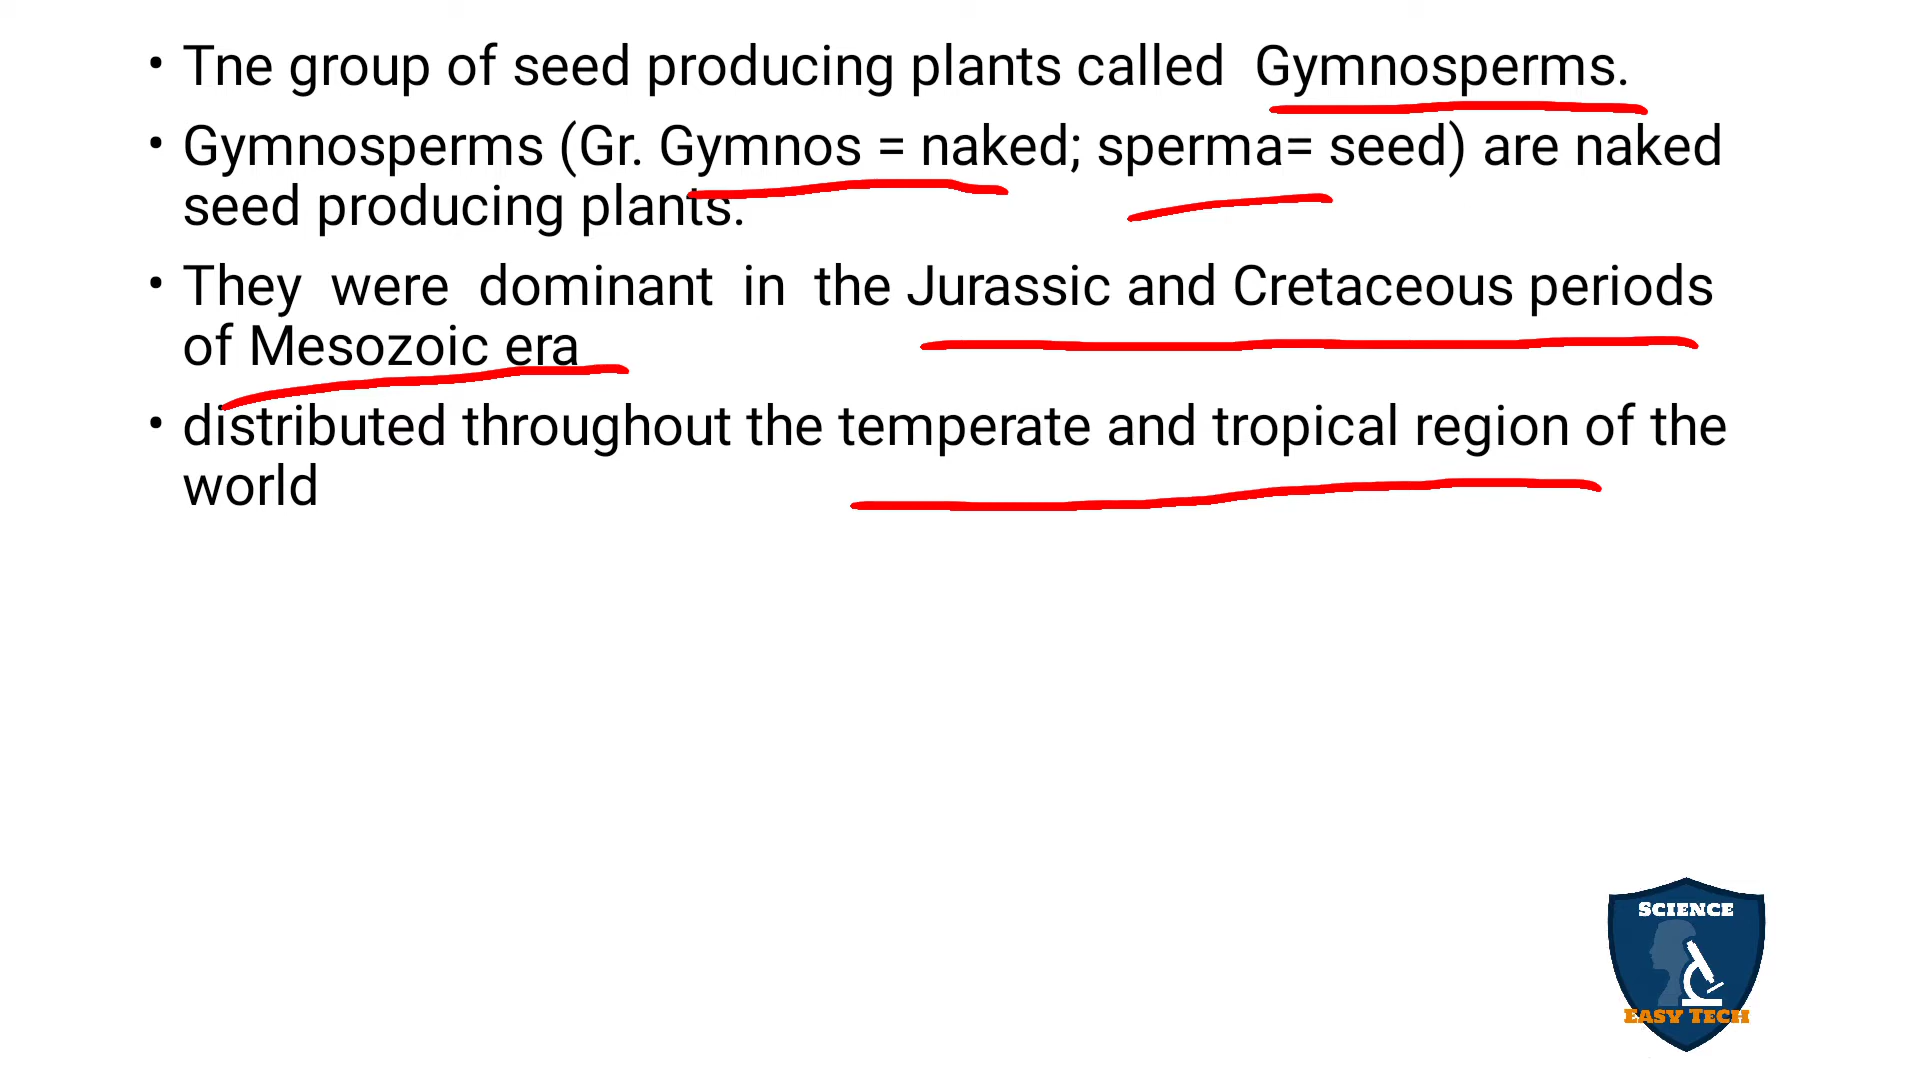 • Tne group of seed producing plants called Gymnosperms.
• Gymnosperms (Gr. Gymnos = naked; sperma= seed) are naked
seed producing plants.
• They were dominant in the Jurassic and Cretaceous periods
of Mesozoic era
• distributed throughout the temperate and tropical region of the
world
SCIENCE
EASY TECH